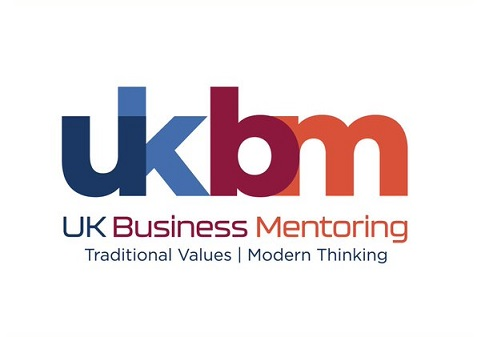 ukbm
UK Business Mentoring
Traditional Values | Modern Thinking